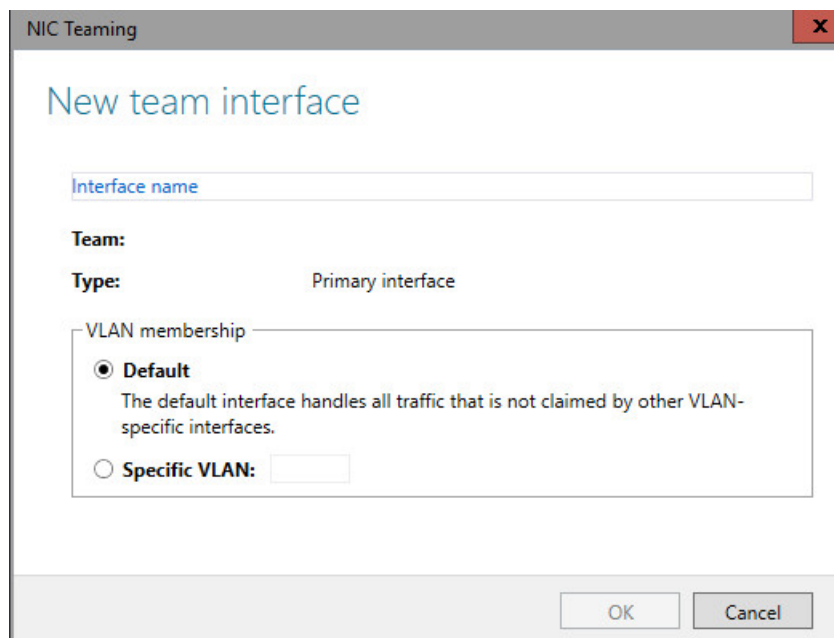 NIC Teaming
x
New team interface
Interface name
Team:
Type: Primary interface
VLAN membership
Default
The default interface handles all traffic that is not claimed by other VLAN-
specific interfaces.
Specific VLAN:
OK Cancel